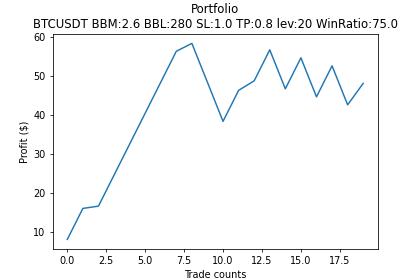 Portfolio
BTCUSDT BBM:2.6 BBL:280 SL:1.0 TP:0.8 lev:20 WinRatio:75.0
60
50
40
30
20
10
Profit ($)
0.0 2.5 5.0 7.5 10.0 12.5 15.0 17.5
Trade counts